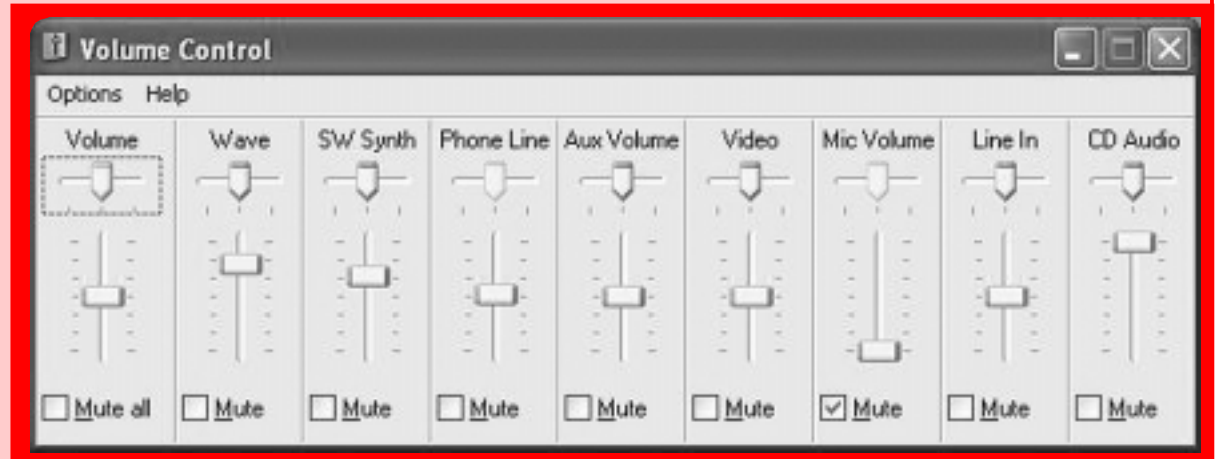 Volume Control
Options Help
Volume Wave SW Synth Phone Line Aux Volume Video Mic Volume Line In CD Audio
Mute all Mute Mute Mute Mute Mute Mute Mute Mute